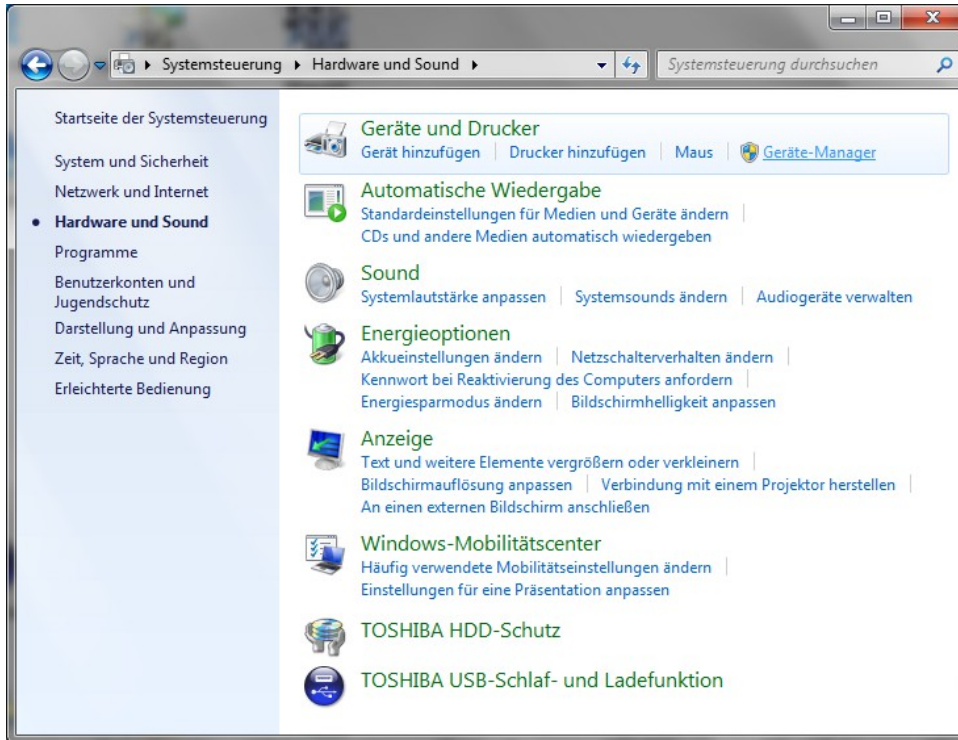 Systemsteuerung Hardware und Sound
Systemsteuerung durchsuchen
Startseite der Systemsteuerung
System und Sicherheit
Netzwerk und Internet
Hardware und Sound
Programme
Benutzerkonten und
Jugendschutz
Darstellung und Anpassung
Zeit, Sprache und Region
Erleichterte Bedienung
Geräte und Drucker
Gerät hinzufügen Drucker hinzufügen Maus Geräte-Manager
Automatische Wiedergabe
Standardeinstellungen für Medien und Geräte ändern
CDs und andere Medien automatisch wiedergeben
Sound
Systemlautstärke anpassen Systemsounds ändern Audiogeräte verwalten
Energieoptionen
Akkueinstellungen ändern Netzschalterverhalten ändern
Kennwort bei Reaktivierung des Computers anfordern
Energiesparmodus ändern Bildschirmhelligkeit anpassen
Anzeige
Text und weitere Elemente vergrößern oder verkleinern
Bildschirmauflösung anpassen Verbindung mit einem Projektor herstellen
An einen externen Bildschirm anschließen
Windows-Mobilitätscenter
Häufig verwendete Mobilitätseinstellungen ändern
Einstellungen für eine Präsentation anpassen
TOSHIBA HDD-Schutz
TOSHIBA USB-Schlaf- und Ladefunktion